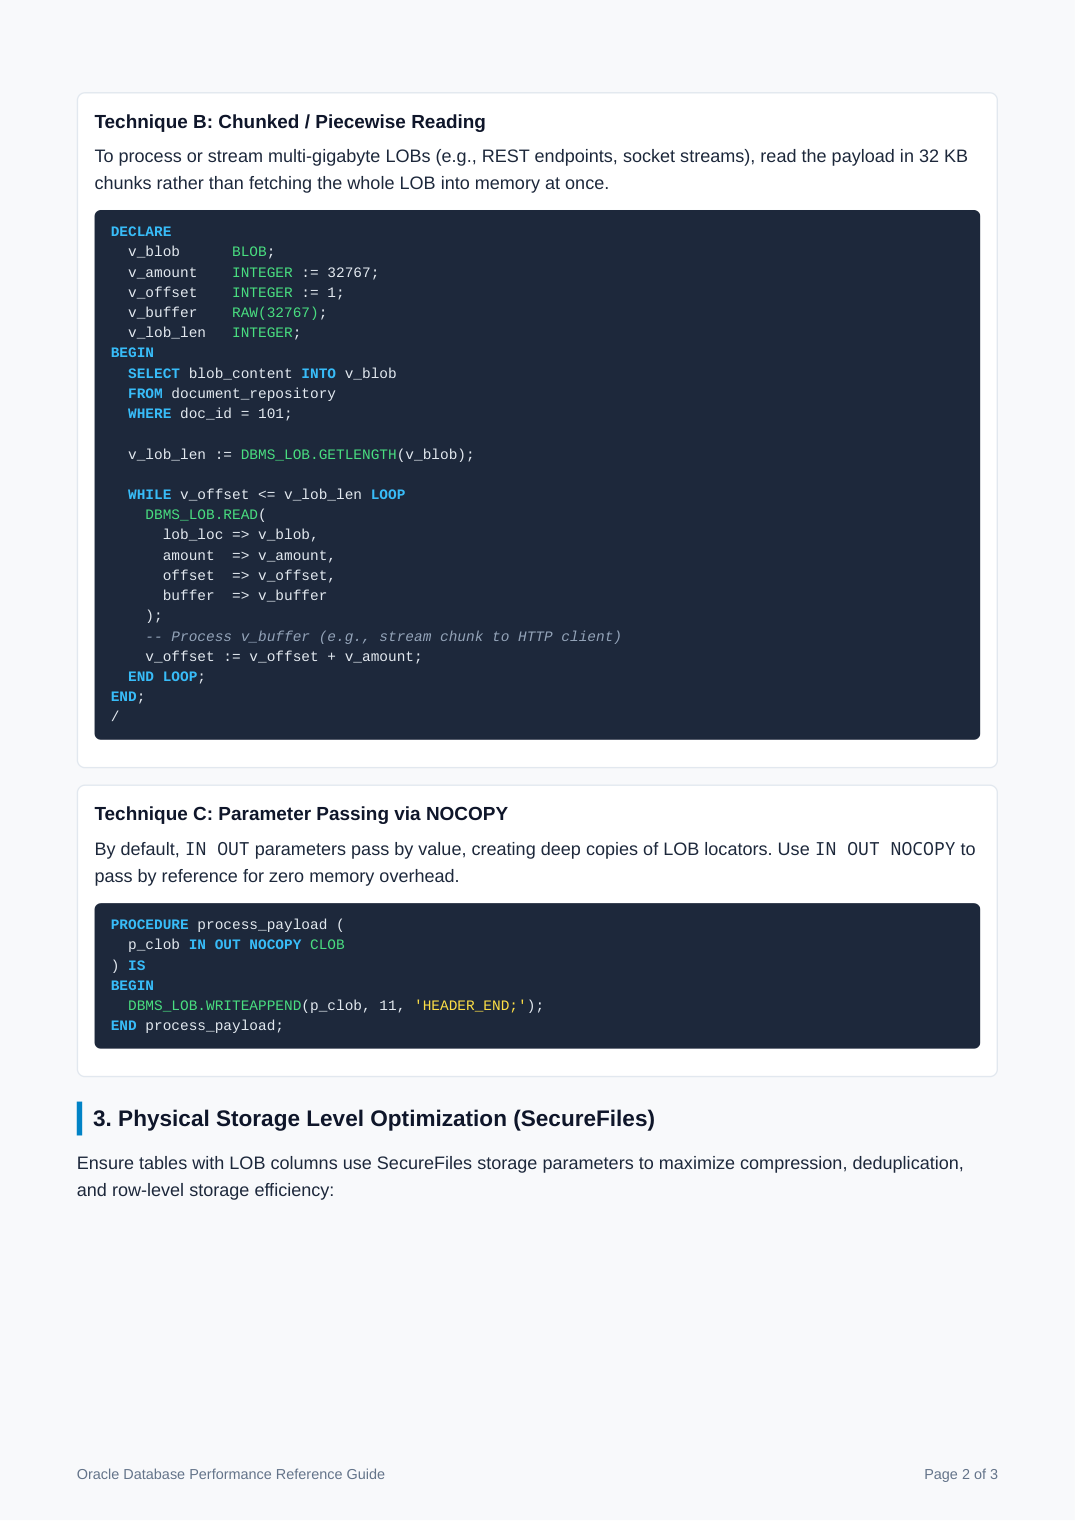 Technique B: Chunked / Piecewise Reading
To process or stream multi-gigabyte LOBs (e.g., REST endpoints, socket streams), read the payload in 32 KB
chunks rather than fetching the whole LOB into memory at once.
DECLARE
  v_blob      BLOB;
  v_amount    INTEGER := 32767;
  v_offset    INTEGER := 1;
  v_buffer    RAW(32767);
  v_lob_len   INTEGER;
BEGIN
  SELECT blob_content INTO v_blob
  FROM document_repository
  WHERE doc_id = 101;

  v_lob_len := DBMS_LOB.GETLENGTH(v_blob);

  WHILE v_offset <= v_lob_len LOOP
    DBMS_LOB.READ(
      lob_loc => v_blob,
      amount  => v_amount,
      offset  => v_offset,
      buffer  => v_buffer
    );
    -- Process v_buffer (e.g., stream chunk to HTTP client)
    v_offset := v_offset + v_amount;
  END LOOP;
END;
/
Technique C: Parameter Passing via NOCOPY
By default, IN OUT parameters pass by value, creating deep copies of LOB locators. Use IN OUT NOCOPY to
pass by reference for zero memory overhead.
PROCEDURE process_payload (
  p_clob IN OUT NOCOPY CLOB
) IS
BEGIN
  DBMS_LOB.WRITEAPPEND(p_clob, 11, 'HEADER_END;');
END process_payload;
3. Physical Storage Level Optimization (SecureFiles)
Ensure tables with LOB columns use SecureFiles storage parameters to maximize compression, deduplication,
and row-level storage efficiency:
Oracle Database Performance Reference Guide
Page 2 of 3